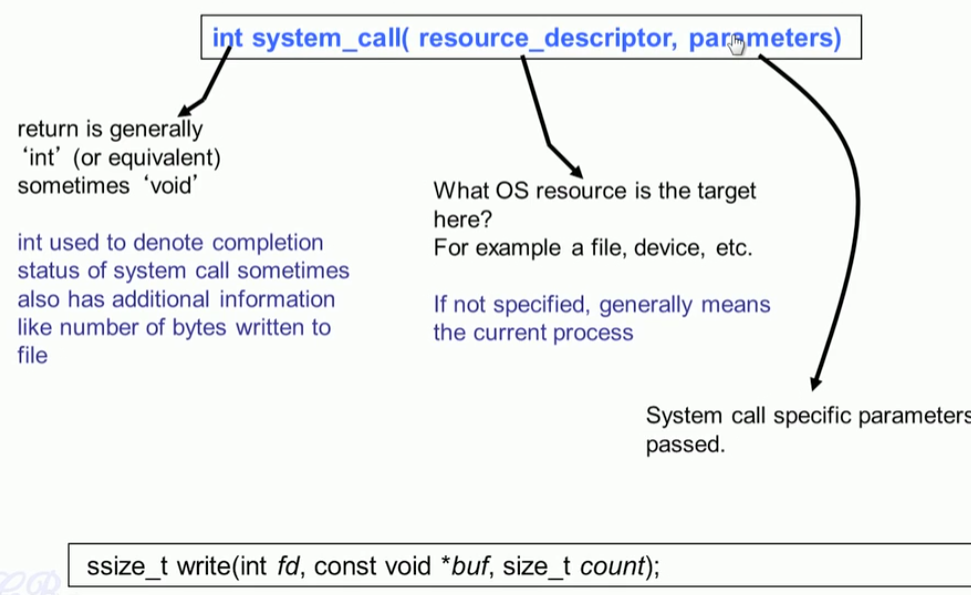 int system_call( resource_descriptor, parameters)
return is generally
‘int’ (or equivalent)
sometimes ‘void’
int used to denote completion
status of system call sometimes
also has additional information
like number of bytes written to
file
What OS resource is the target
here?
For example a file, device, etc.
If not specified, generally means
the current process
System call specific parameters
passed.
ssize_t write(int fd, const void *buf, size_t count);